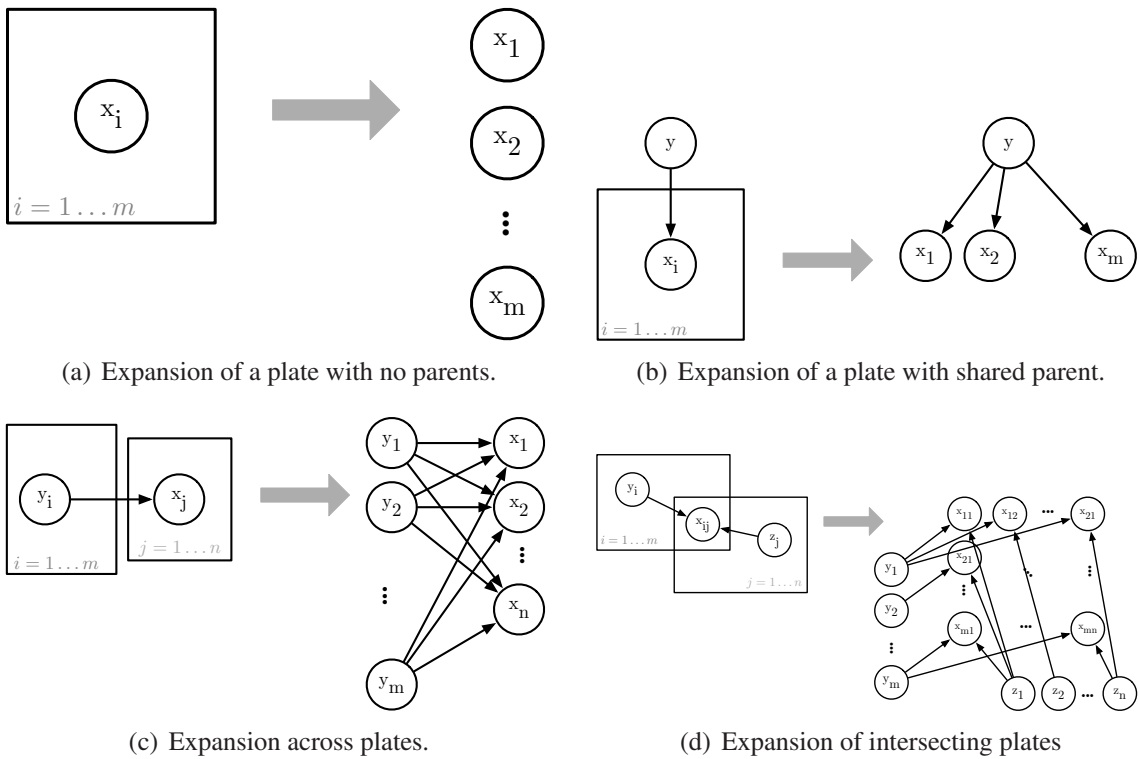 x_i
i = 1 … m
x_1
x_2
x_m
(a) Expansion of a plate with no parents.
y
x_i
i = 1 … m
y
x_1
x_2
x_m
(b) Expansion of a plate with shared parent.
y_i
i = 1 … m
x_j
j = 1 … n
y_1
y_2
y_m
x_1
x_2
x_n
(c) Expansion across plates.
y_i
x_ij
i = 1 … m
z_j
j = 1 … n
x_11
x_12
x_21
y_1
x_21
y_2
x_m1
x_mn
y_m
z_1
z_2
z_n
(d) Expansion of intersecting plates